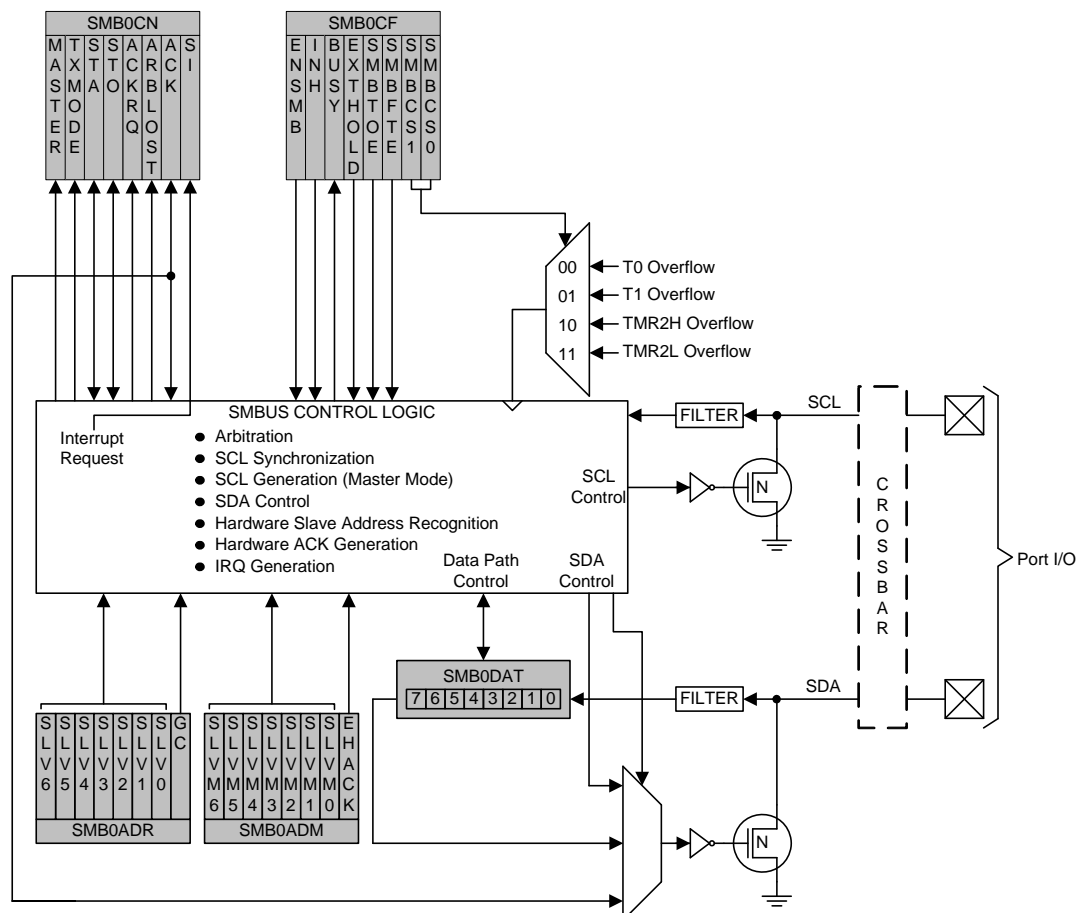 SMB0CN
MASTER
TXMODE
STA
STO
ACKRQ
ARBLOST
ACK
SI
SMB0CF
ENSMB
INH
BUSY
EXTHOLD
SMBTOE
SMBFTE
SMBCS1
SMBCS0
00
T0 Overflow
01
T1 Overflow
10
TMR2H Overflow
11
TMR2L Overflow
SMBUS CONTROL LOGIC
Interrupt
Request
● Arbitration
● SCL Synchronization
● SCL Generation (Master Mode)
● SDA Control
● Hardware Slave Address Recognition
● Hardware ACK Generation
● IRQ Generation
SCL
Control
Data Path
Control
SDA
Control
FILTER
SCL
N
CROSSBAR
Port I/O
SMB0DAT
7 6 5 4 3 2 1 0
FILTER
SDA
N
SLV6
SLV5
SLV4
SLV3
SLV2
SLV1
SLV0
GC
SMB0ADR
SLVM6
SLVM5
SLVM4
SLVM3
SLVM2
SLVM1
SLVM0
EHACK
SMB0ADM